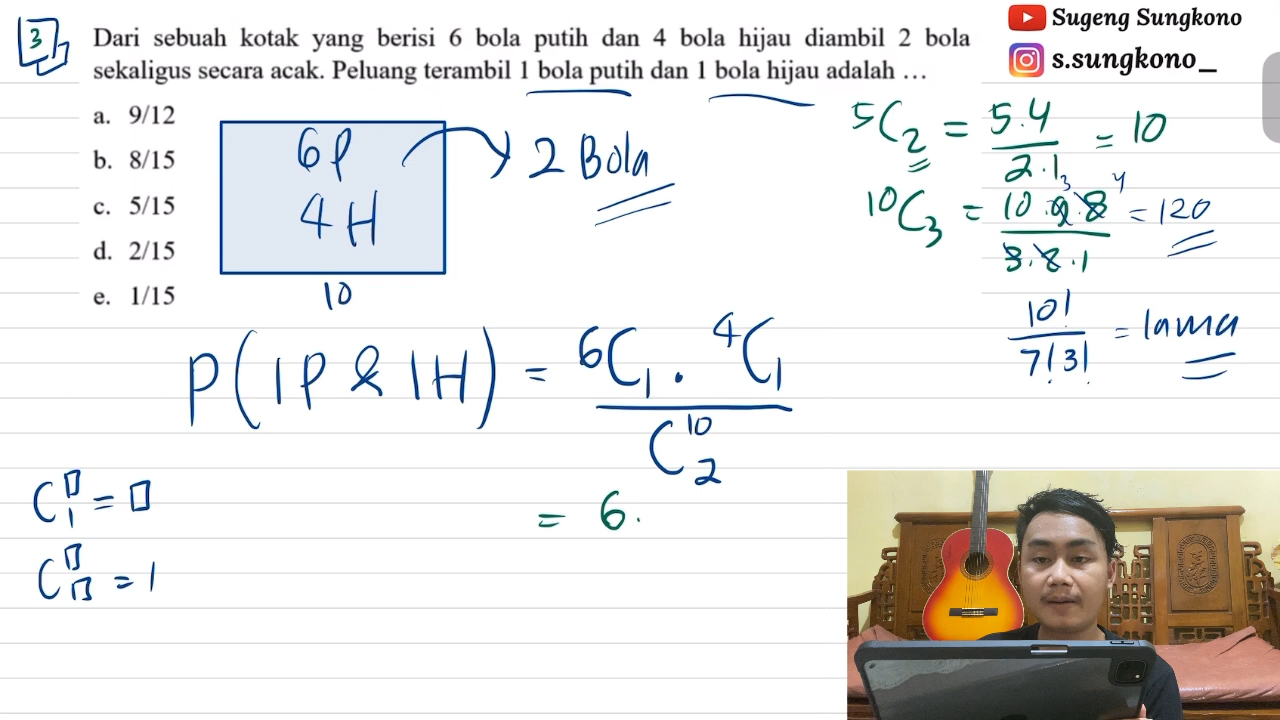 3
Dari sebuah kotak yang berisi 6 bola putih dan 4 bola hijau diambil 2 bola
sekaligus secara acak. Peluang terambil 1 bola putih dan 1 bola hijau adalah …
a. 9/12
b. 8/15
c. 5/15
d. 2/15
e. 1/15
6P
4H
10
2 Bola
Sugeng Sungkono
s.sungkono_
5C2 = 5.4 / 2.1 = 10
10C3 = 10.9.8 / 3.2.1 = 120
3 4
10! / 7!3! = lama
P(1P & 1H) = 6C1 . 4C1 / C10 2
= 6.
C□1 = □
C□□ = 1